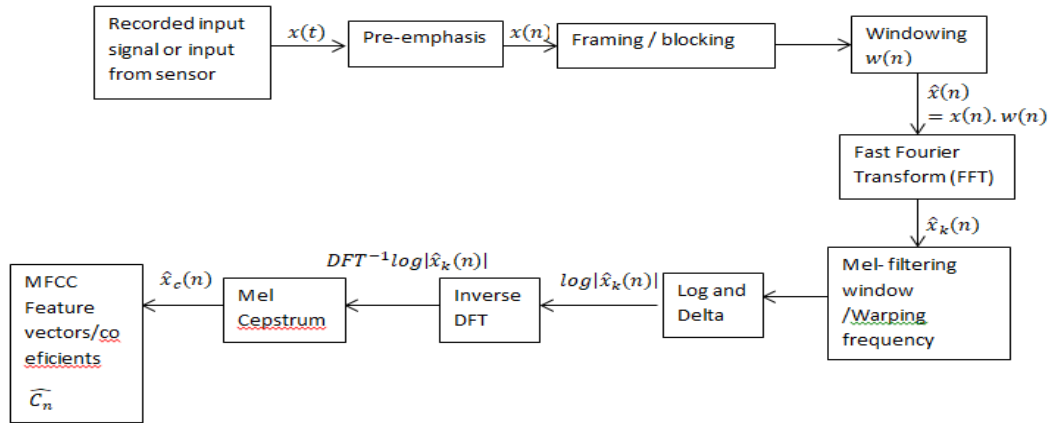 Recorded input
signal or input
from sensor
x(t)
Pre-emphasis
x(n)
Framing / blocking
Windowing
w(n)
x̂(n)
= x(n). w(n)
Fast Fourier
Transform (FFT)
x̂ₖ(n)
Mel- filtering
window
/Warping
frequency
Log and
Delta
log|x̂ₖ(n)|
Inverse
DFT
DFT⁻¹log|x̂ₖ(n)|
Mel
Cepstrum
x̂_c(n)
MFCC
Feature
vectors/co
eficients
Ĉₙ